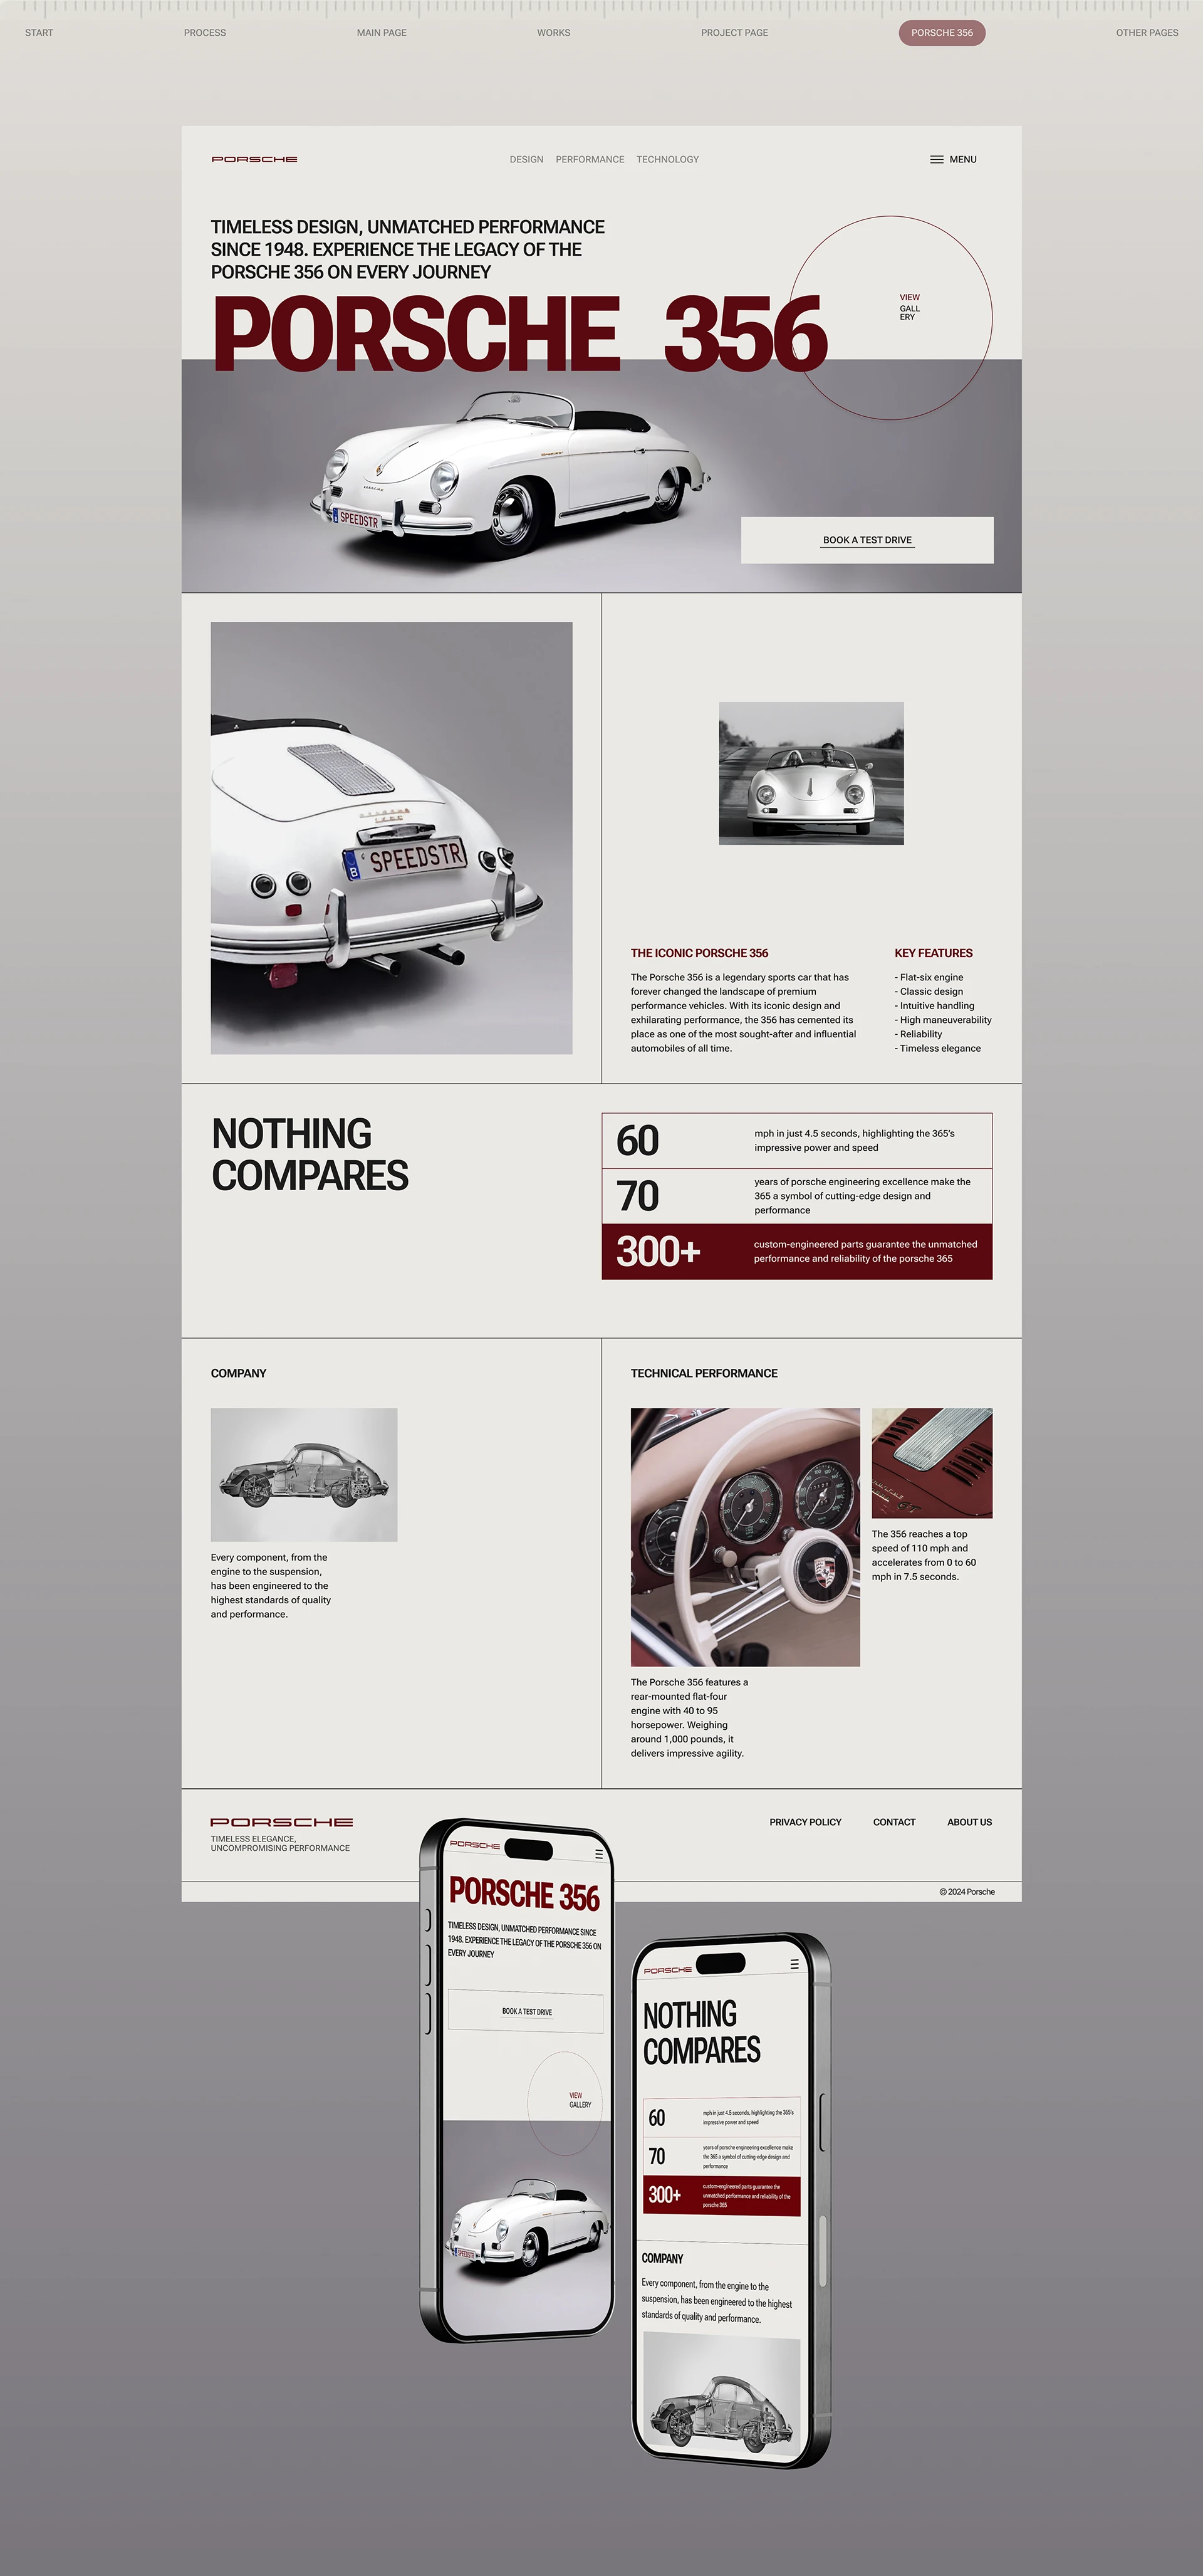 START
PROCESS
MAIN PAGE
WORKS
PROJECT PAGE
PORSCHE 356
OTHER PAGES
PORSCHE
DESIGN
PERFORMANCE
TECHNOLOGY
MENU
TIMELESS DESIGN, UNMATCHED PERFORMANCE
SINCE 1948. EXPERIENCE THE LEGACY OF THE
PORSCHE 356 ON EVERY JOURNEY
PORSCHE 356
VIEW
GALL
ERY
SPEEDSTR
BOOK A TEST DRIVE
B SPEEDSTR
THE ICONIC PORSCHE 356
The Porsche 356 is a legendary sports car that has
forever changed the landscape of premium
performance vehicles. With its iconic design and
exhilarating performance, the 356 has cemented its
place as one of the most sought-after and influential
automobiles of all time.
KEY FEATURES
- Flat-six engine
- Classic design
- Intuitive handling
- High maneuverability
- Reliability
- Timeless elegance
NOTHING
COMPARES
60
mph in just 4.5 seconds, highlighting the 365's
impressive power and speed
70
years of porsche engineering excellence make the
365 a symbol of cutting-edge design and
performance
300+
custom-engineered parts guarantee the unmatched
performance and reliability of the porsche 365
COMPANY
Every component, from the
engine to the suspension,
has been engineered to the
highest standards of quality
and performance.
TECHNICAL PERFORMANCE
The Porsche 356 features a
rear-mounted flat-four
engine with 40 to 95
horsepower. Weighing
around 1,000 pounds, it
delivers impressive agility.
The 356 reaches a top
speed of 110 mph and
accelerates from 0 to 60
mph in 7.5 seconds.
PORSCHE
TIMELESS ELEGANCE,
UNCOMPROMISING PERFORMANCE
PRIVACY POLICY
CONTACT
ABOUT US
© 2024 Porsche
PORSCHE
PORSCHE 356
TIMELESS DESIGN, UNMATCHED PERFORMANCE SINCE
1948. EXPERIENCE THE LEGACY OF THE PORSCHE 356 ON
EVERY JOURNEY
BOOK A TEST DRIVE
VIEW
GALLERY
SPEEDSTR
PORSCHE
NOTHING
COMPARES
60
mph in just 4.5 seconds, highlighting the 365's
impressive power and speed
70
years of porsche engineering excellence make
the 365 a symbol of cutting-edge design and
performance
300+
custom-engineered parts guarantee the
unmatched performance and reliability of the
porsche 365
COMPANY
Every component, from the engine to the
suspension, has been engineered to the highest
standards of quality and performance.